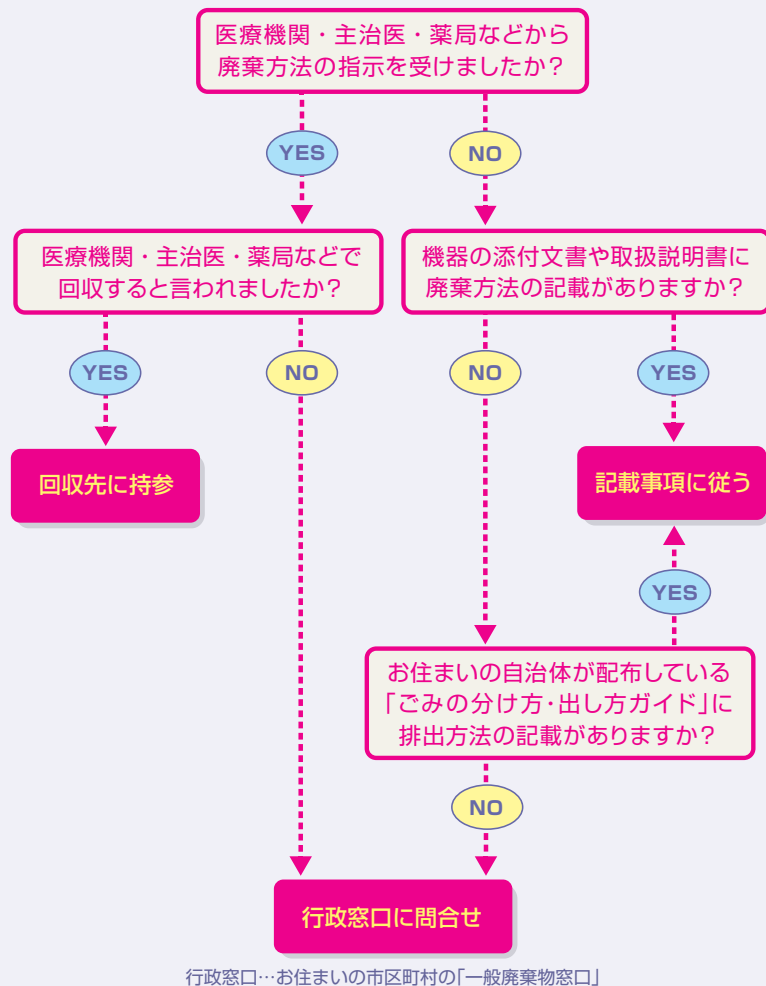 医療機関・主治医・薬局などから
廃棄方法の指示を受けましたか？
YES
NO
医療機関・主治医・薬局などで
回収すると言われましたか？
機器の添付文書や取扱説明書に
廃棄方法の記載がありますか？
YES
NO
NO
YES
回収先に持参
記載事項に従う
YES
お住まいの自治体が配布している
「ごみの分け方・出し方ガイド」に
排出方法の記載がありますか？
NO
行政窓口に問合せ
行政窓口…お住まいの市区町村の「一般廃棄物窓口」